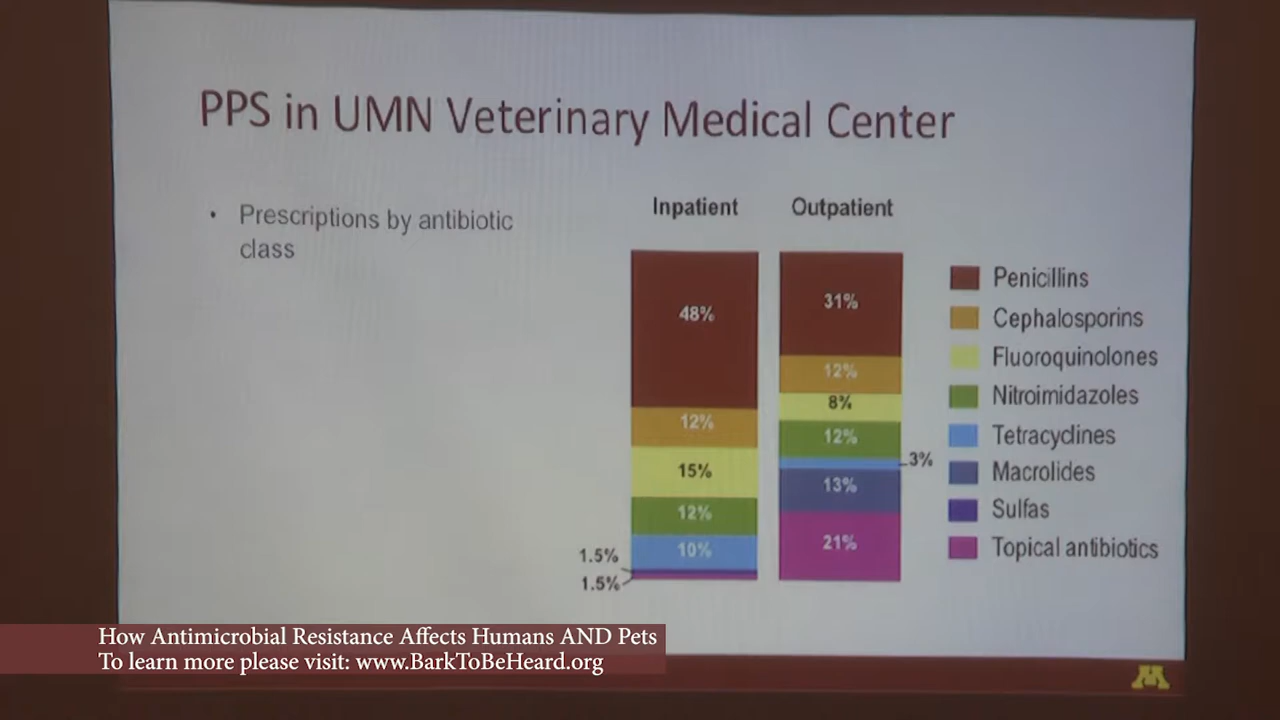 PPS in UMN Veterinary Medical Center
• Prescriptions by antibiotic
class
Inpatient
Outpatient
48%
12%
15%
12%
10%
1.5%
1.5%
31%
12%
8%
12%
3%
13%
21%
Penicillins
Cephalosporins
Fluoroquinolones
Nitroimidazoles
Tetracyclines
Macrolides
Sulfas
Topical antibiotics
How Antimicrobial Resistance Affects Humans AND Pets
To learn more please visit: www.BarkToBeHeard.org
M